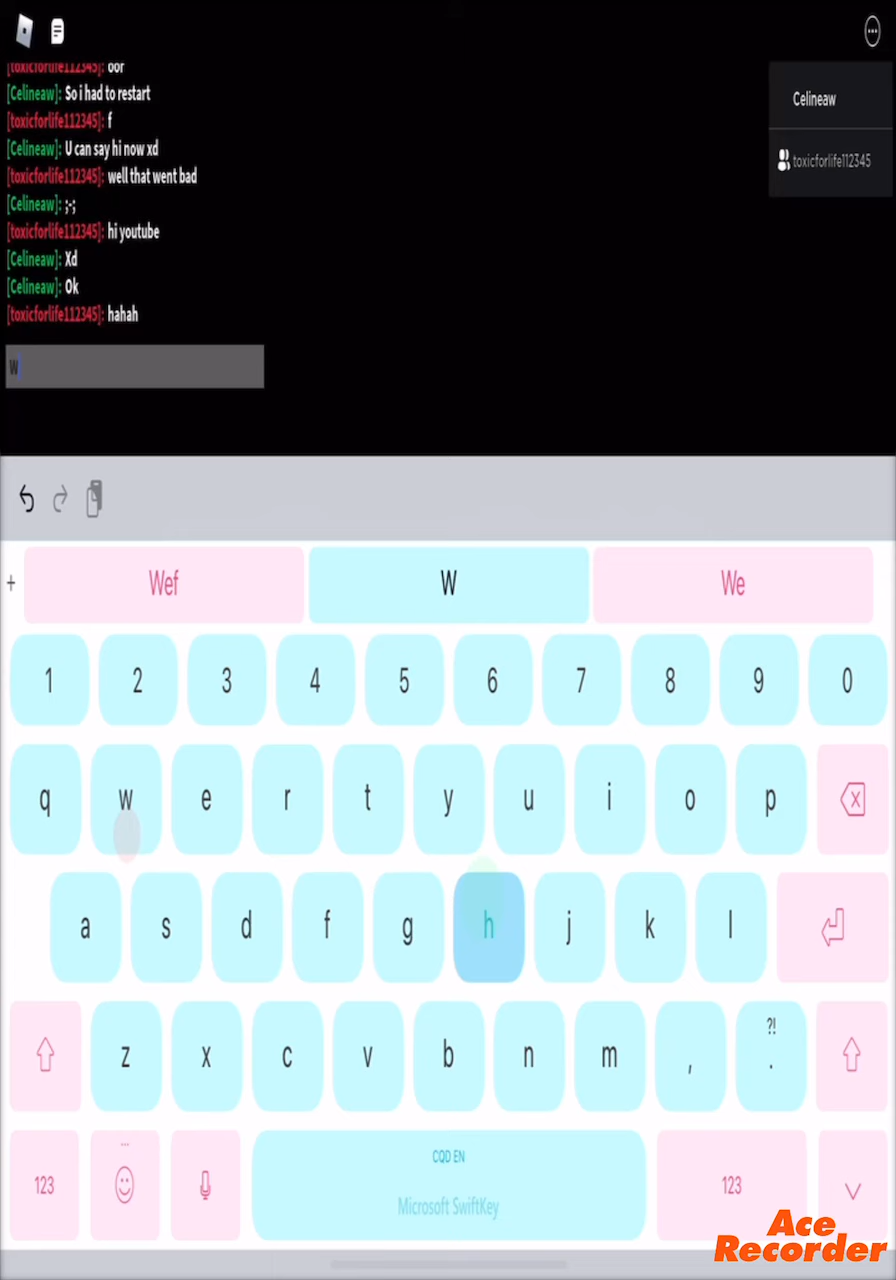 [toxicforlife112345]: oor
[Celineaw]: So i had to restart
[toxicforlife112345]: f
[Celineaw]: U can say hi now xd
[toxicforlife112345]: well that went bad
[Celineaw]: ;-;
[toxicforlife112345]: hi youtube
[Celineaw]: Xd
[Celineaw]: Ok
[toxicforlife112345]: hahah
Celineaw
toxicforlife112345
W
+ Wef W We
1 2 3 4 5 6 7 8 9 0
q w e r t y u i o p
a s d f g h j k l
z x c v b n m , ?! .
123 CQD EN 123
Microsoft SwiftKey
Ace
Recorder